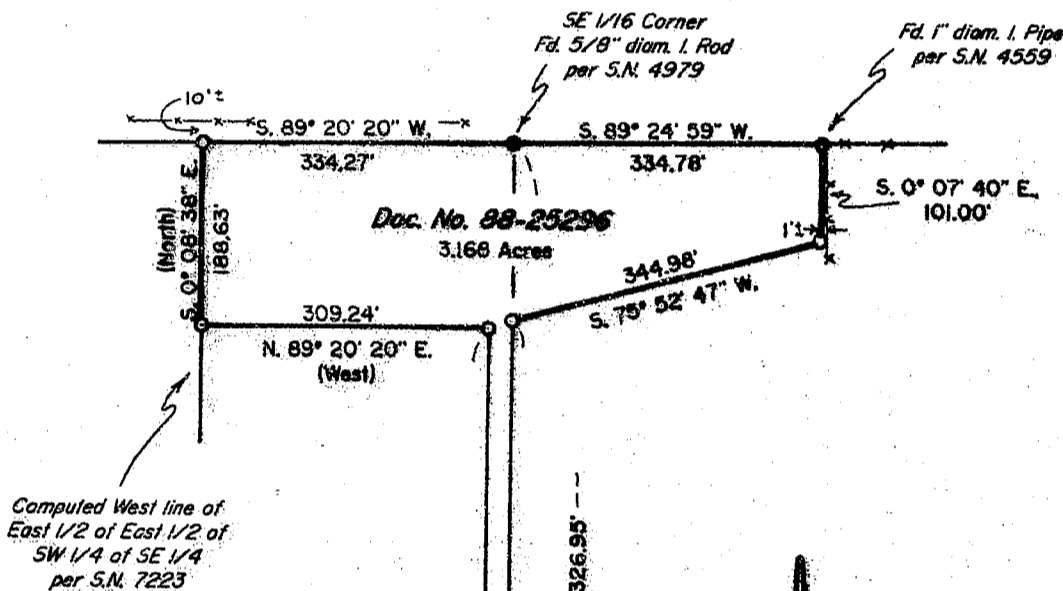 SE 1/16 Corner
Fd. 5/8" diam. I. Rod
per S.N. 4979
Fd. 1" diam. I. Pipe
per S.N. 4559
10'±
S. 89° 20' 20" W.
334.27'
S. 89° 24' 59" W.
334.78'
(North)
S. 0° 08' 38" E.
188.63'
Doc. No. 88-25296
3.168 Acres
S. 0° 07' 40" E.
101.00'
1'±
344.98'
S. 75° 52' 47" W.
309.24'
N. 89° 20' 20" E.
(West)
Computed West line of
East 1/2 of East 1/2 of
SW 1/4 of SE 1/4
per S.N. 7223
326.95'